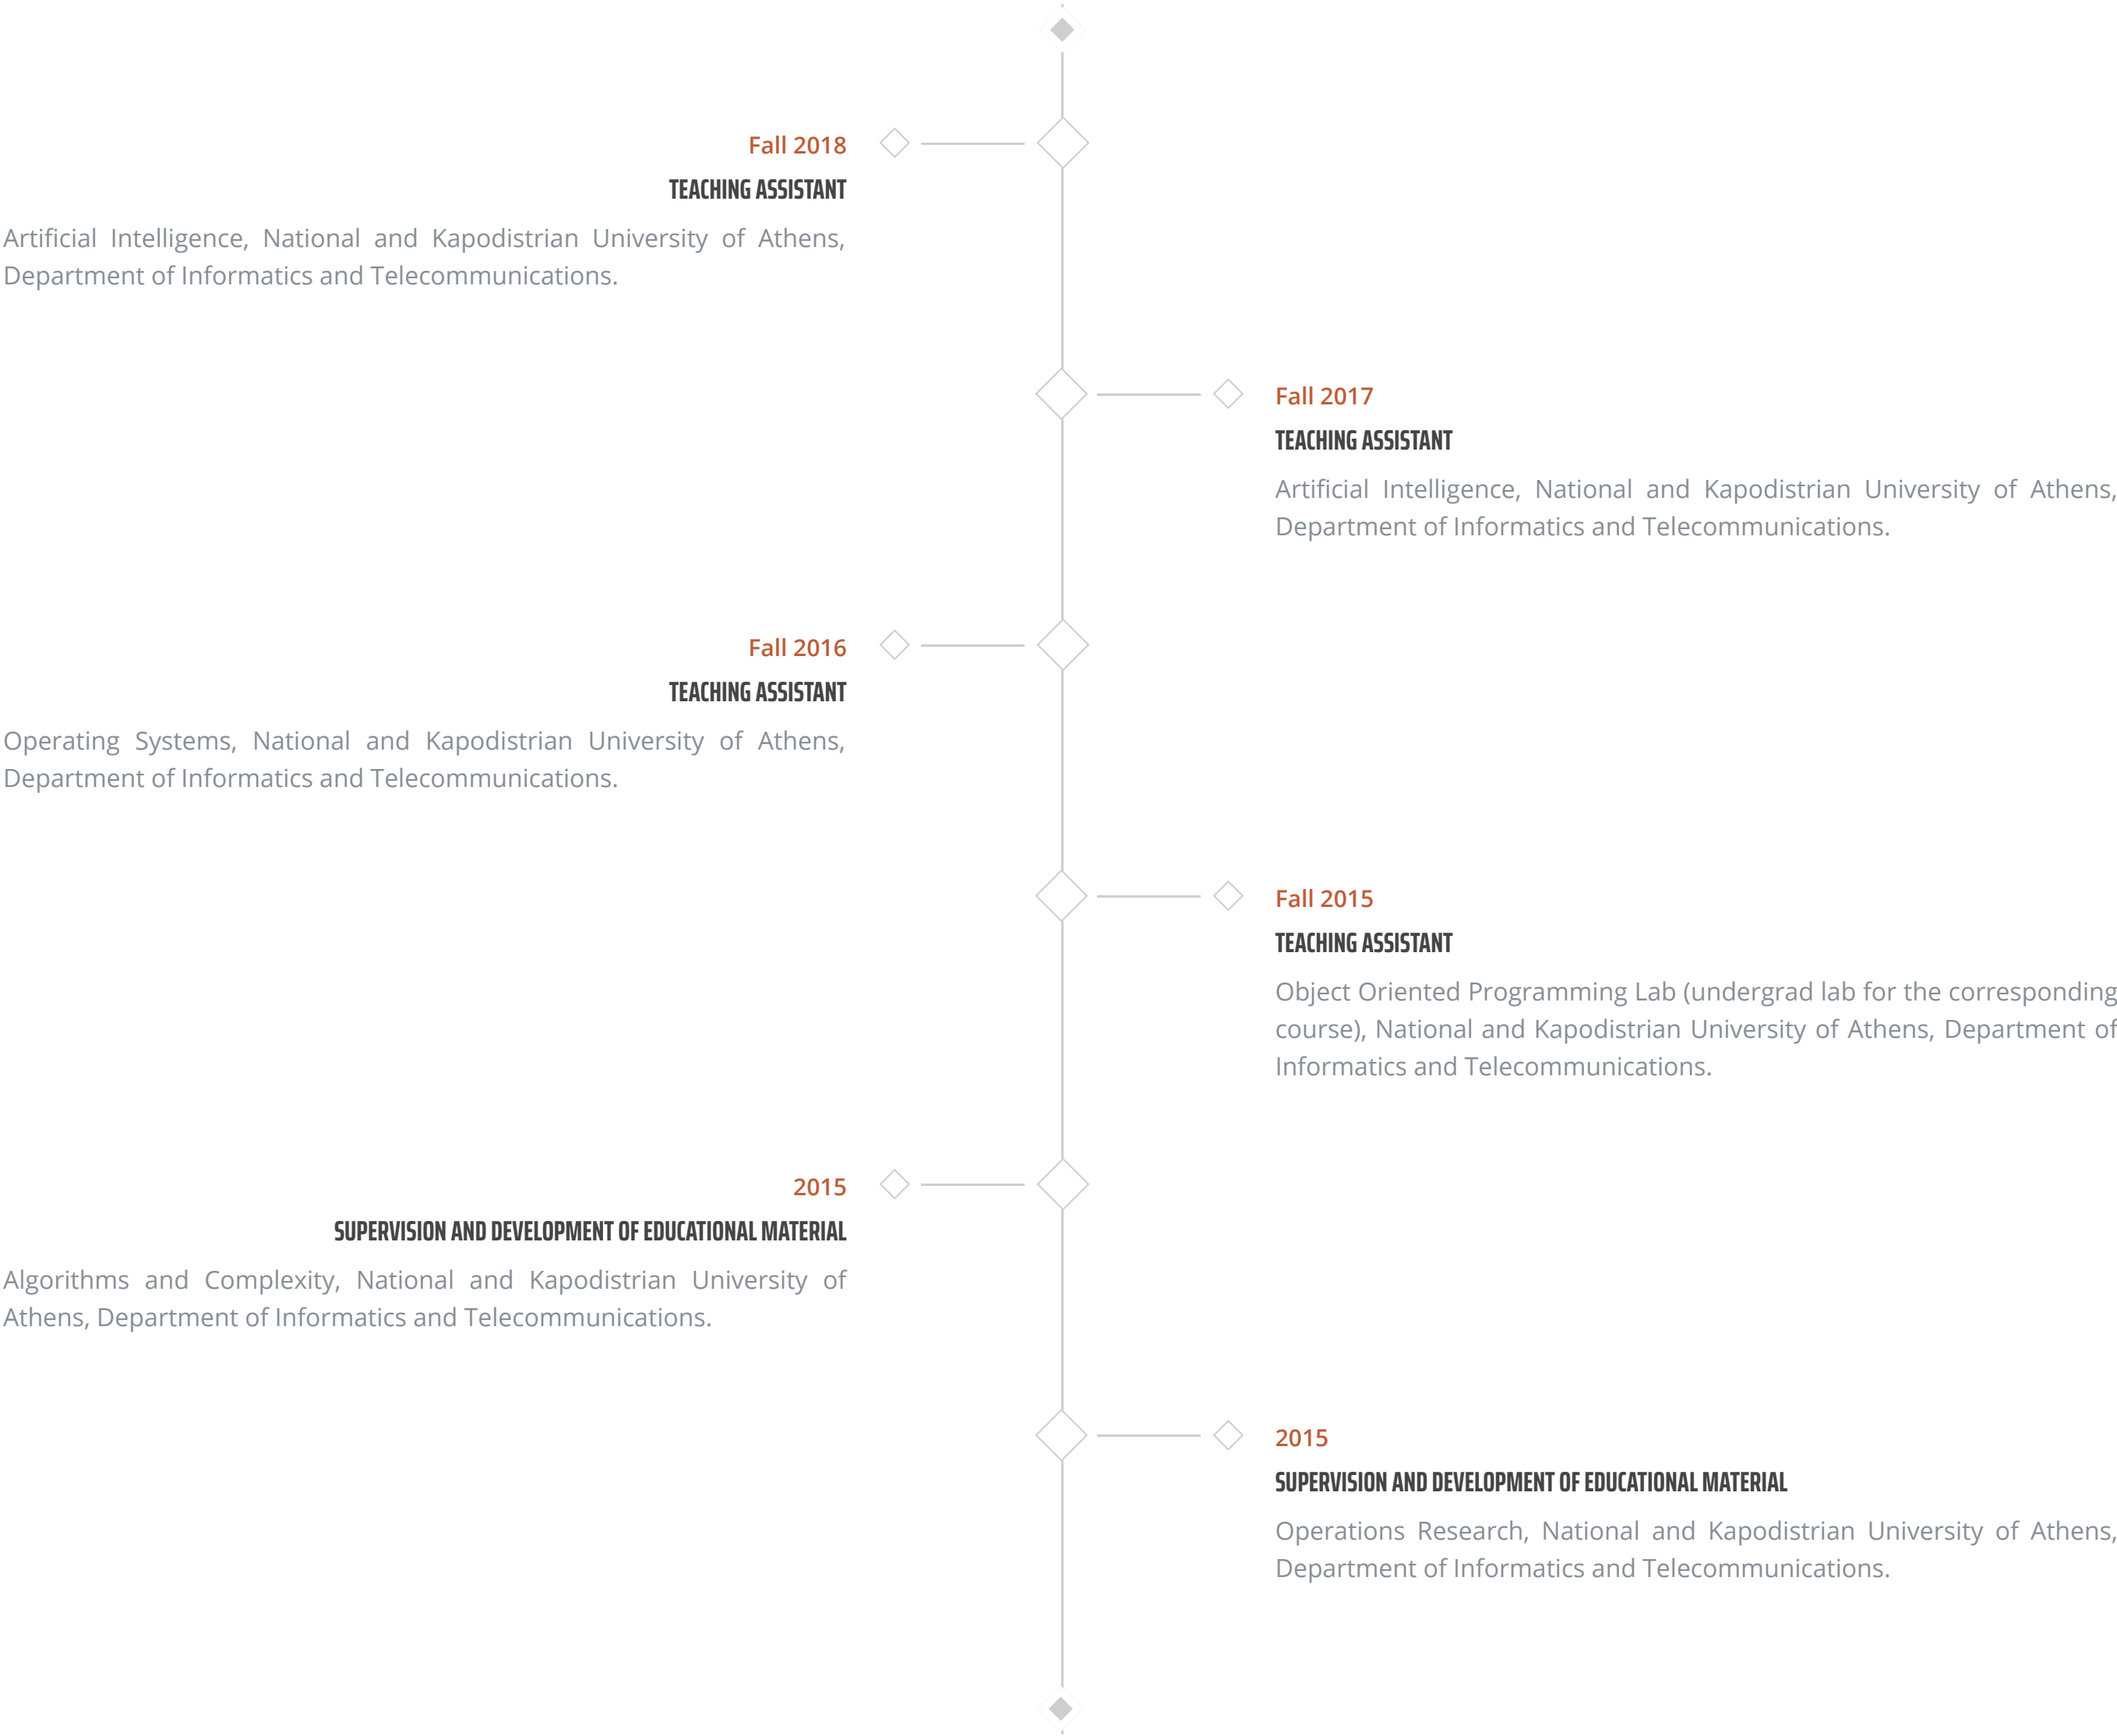 Fall 2018
TEACHING ASSISTANT
Artificial Intelligence, National and Kapodistrian University of Athens,
Department of Informatics and Telecommunications.
Fall 2017
TEACHING ASSISTANT
Artificial Intelligence, National and Kapodistrian University of Athens,
Department of Informatics and Telecommunications.
Fall 2016
TEACHING ASSISTANT
Operating Systems, National and Kapodistrian University of Athens,
Department of Informatics and Telecommunications.
Fall 2015
TEACHING ASSISTANT
Object Oriented Programming Lab (undergrad lab for the corresponding
course), National and Kapodistrian University of Athens, Department of
Informatics and Telecommunications.
2015
SUPERVISION AND DEVELOPMENT OF EDUCATIONAL MATERIAL
Algorithms and Complexity, National and Kapodistrian University of
Athens, Department of Informatics and Telecommunications.
2015
SUPERVISION AND DEVELOPMENT OF EDUCATIONAL MATERIAL
Operations Research, National and Kapodistrian University of Athens,
Department of Informatics and Telecommunications.